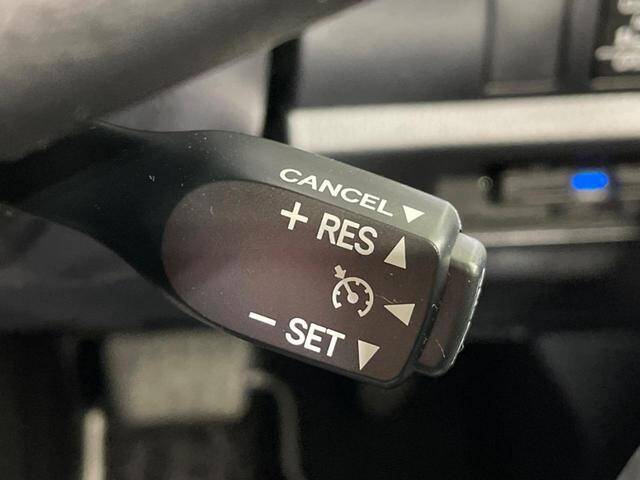 CANCEL▼
+ RES ▲
◀
− SET ▼